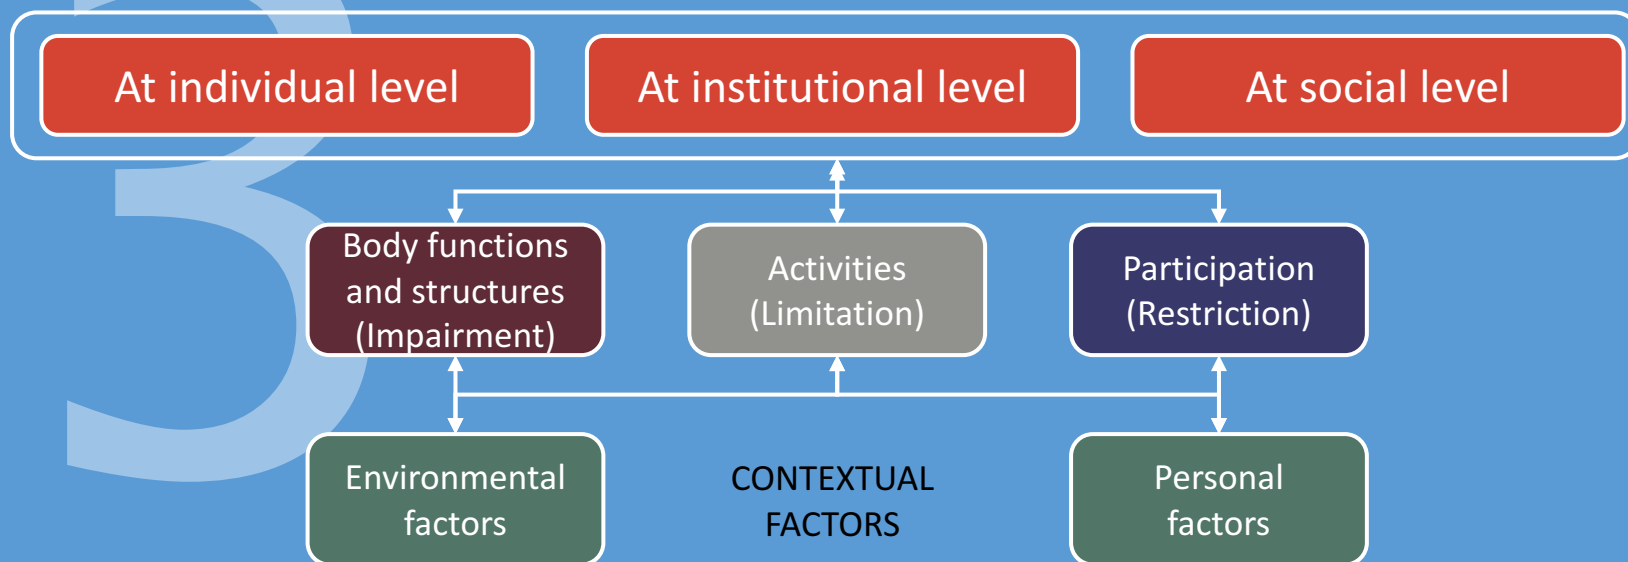 3
At individual level
At institutional level
At social level
Body functions
and structures
(Impairment)
Activities
(Limitation)
Participation
(Restriction)
Environmental
factors
CONTEXTUAL
FACTORS
Personal
factors